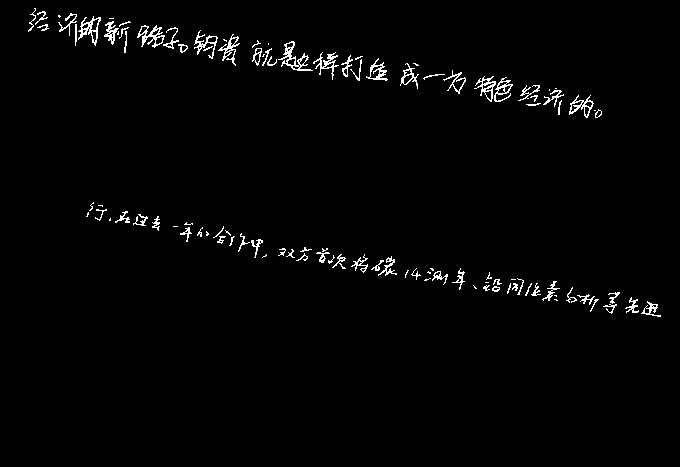 经济的新路子。钥资就是这样打造成一方特色经济的。
行,在过去一年的合作中,双方首次将碳14测年、铅同位素分析等先进